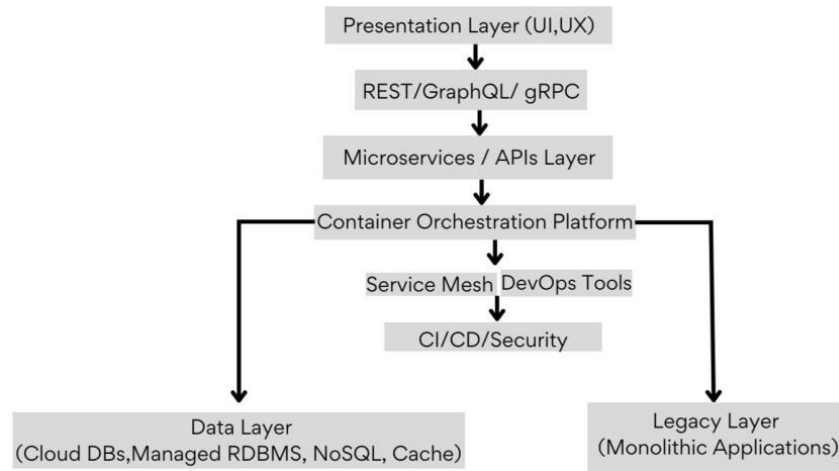 Presentation Layer (UI,UX)
REST/GraphQL/ gRPC
Microservices / APIs Layer
Container Orchestration Platform
Service Mesh
DevOps Tools
CI/CD/Security
Data Layer
(Cloud DBs,Managed RDBMS, NoSQL, Cache)
Legacy Layer
(Monolithic Applications)